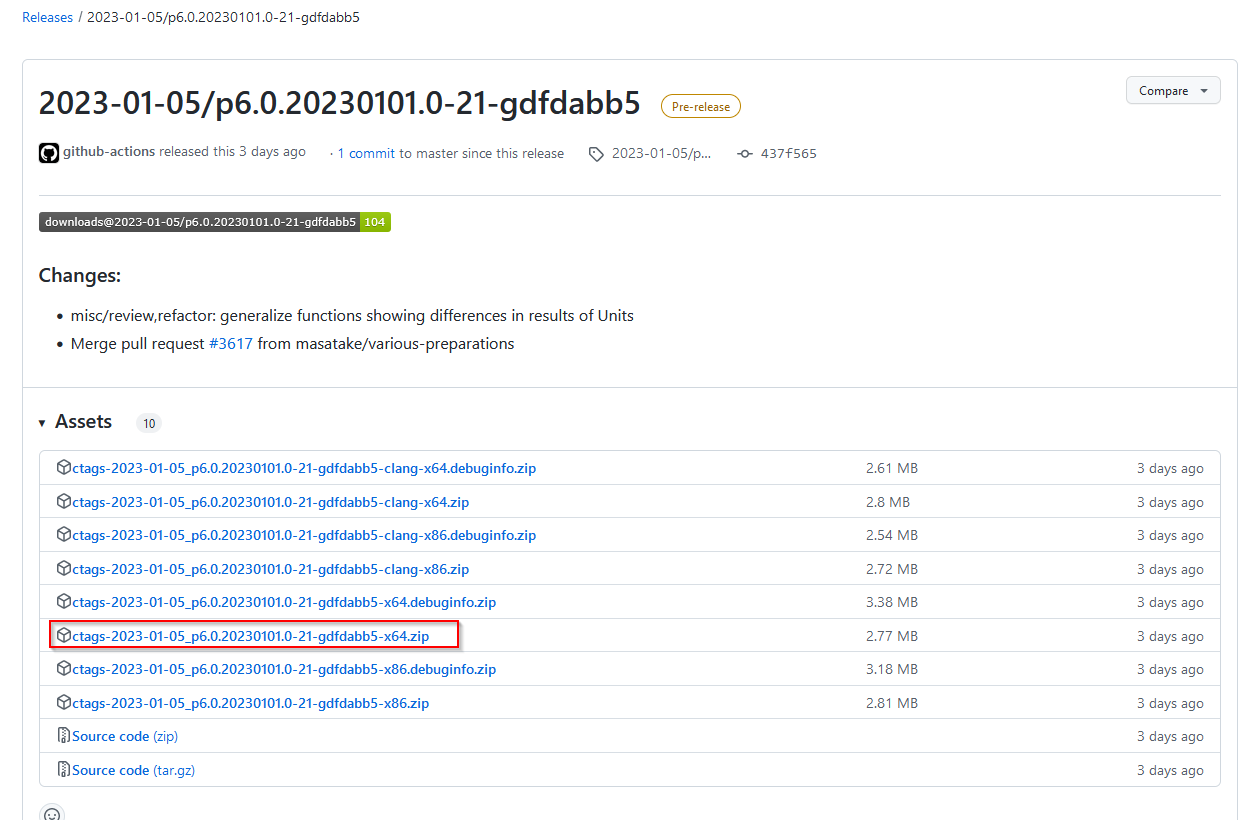 Releases / 2023-01-05/p6.0.20230101.0-21-gdfdabb5
2023-01-05/p6.0.20230101.0-21-gdfdabb5 Pre-release Compare
github-actions released this 3 days ago · 1 commit to master since this release 2023-01-05/p... 437f565
downloads@2023-01-05/p6.0.20230101.0-21-gdfdabb5 104
Changes:
• misc/review,refactor: generalize functions showing differences in results of Units
• Merge pull request #3617 from masatake/various-preparations
Assets 10
ctags-2023-01-05_p6.0.20230101.0-21-gdfdabb5-clang-x64.debuginfo.zip 2.61 MB 3 days ago
ctags-2023-01-05_p6.0.20230101.0-21-gdfdabb5-clang-x64.zip 2.8 MB 3 days ago
ctags-2023-01-05_p6.0.20230101.0-21-gdfdabb5-clang-x86.debuginfo.zip 2.54 MB 3 days ago
ctags-2023-01-05_p6.0.20230101.0-21-gdfdabb5-clang-x86.zip 2.72 MB 3 days ago
ctags-2023-01-05_p6.0.20230101.0-21-gdfdabb5-x64.debuginfo.zip 3.38 MB 3 days ago
ctags-2023-01-05_p6.0.20230101.0-21-gdfdabb5-x64.zip 2.77 MB 3 days ago
ctags-2023-01-05_p6.0.20230101.0-21-gdfdabb5-x86.debuginfo.zip 3.18 MB 3 days ago
ctags-2023-01-05_p6.0.20230101.0-21-gdfdabb5-x86.zip 2.81 MB 3 days ago
Source code (zip) 3 days ago
Source code (tar.gz) 3 days ago